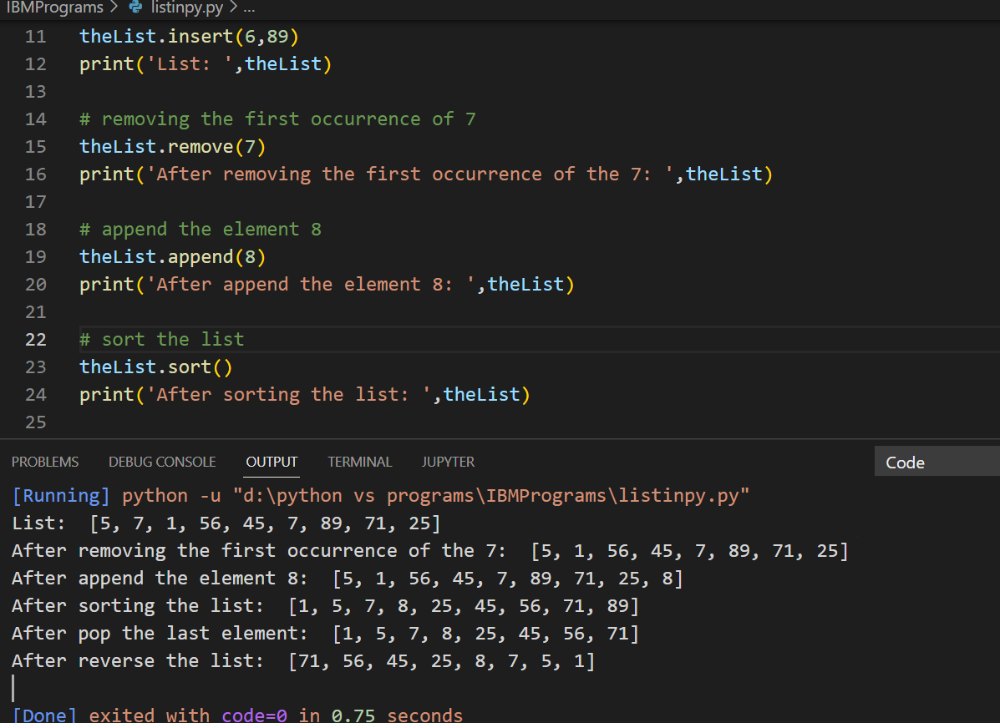 IBMPrograms > listinpy.py > ...
11 theList.insert(6,89)
12 print('List: ',theList)
13
14 # removing the first occurrence of 7
15 theList.remove(7)
16 print('After removing the first occurrence of the 7: ',theList)
17
18 # append the element 8
19 theList.append(8)
20 print('After append the element 8: ',theList)
21
22 # sort the list
23 theList.sort()
24 print('After sorting the list: ',theList)
25
PROBLEMS DEBUG CONSOLE OUTPUT TERMINAL JUPYTER Code
[Running] python -u "d:\python vs programs\IBMPrograms\listinpy.py"
List:  [5, 7, 1, 56, 45, 7, 89, 71, 25]
After removing the first occurrence of the 7:  [5, 1, 56, 45, 7, 89, 71, 25]
After append the element 8:  [5, 1, 56, 45, 7, 89, 71, 25, 8]
After sorting the list:  [1, 5, 7, 8, 25, 45, 56, 71, 89]
After pop the last element:  [1, 5, 7, 8, 25, 45, 56, 71]
After reverse the list:  [71, 56, 45, 25, 8, 7, 5, 1]
[Done] exited with code=0 in 0.75 seconds